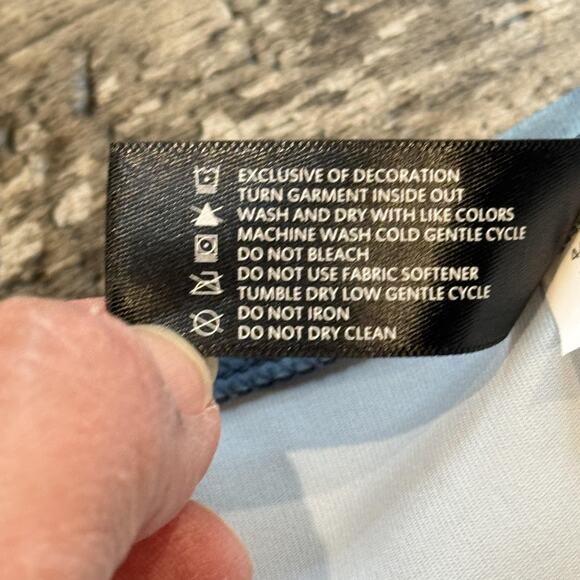 EXCLUSIVE OF DECORATION
TURN GARMENT INSIDE OUT
WASH AND DRY WITH LIKE COLORS
MACHINE WASH COLD GENTLE CYCLE
DO NOT BLEACH
DO NOT USE FABRIC SOFTENER
TUMBLE DRY LOW GENTLE CYCLE
DO NOT IRON
DO NOT DRY CLEAN